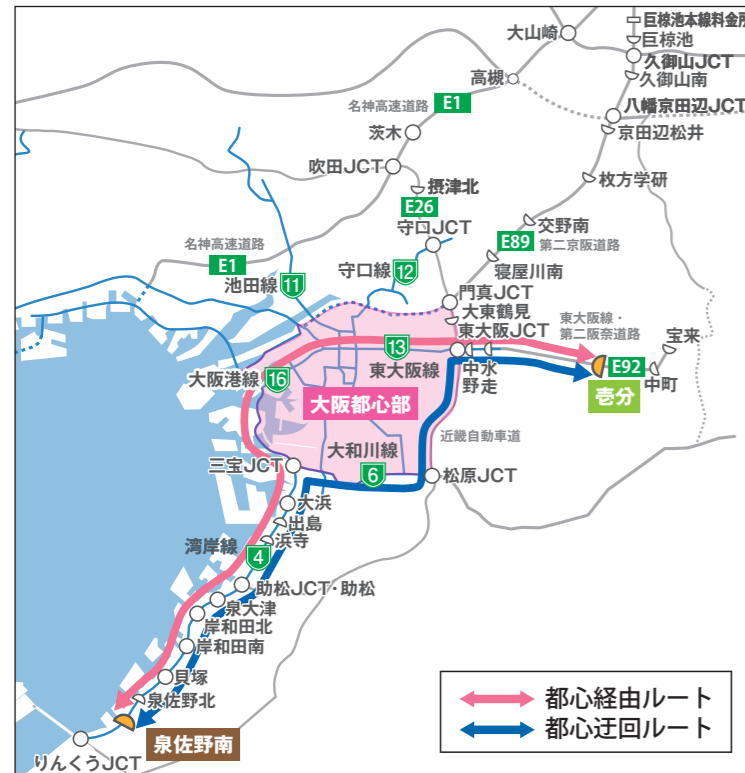 巨椋池本線料金所
大山崎
巨椋池
久御山JCT
高槻
久御山南
名神高速道路
E1
八幡京田辺JCT
茨木
京田辺松井
吹田JCT
摂津北
枚方学研
E26
守口JCT
交野南
名神高速道路
E89
第二京阪道路
E1
守口線
12
寝屋川南
池田線
11
門真JCT
大東鶴見
東大阪線・
第二阪奈道路
東大阪JCT
宝来
13
大阪港線
16
東大阪線
中野
水走
E92
中町
大阪都心部
壱分
大和川線
近畿自動車道
三宝JCT
6
松原JCT
大浜
出島
湾岸線
浜寺
4
助松JCT・助松
泉大津
岸和田北
岸和田南
貝塚
泉佐野北
泉佐野南
りんくうJCT
都心経由ルート
都心迂回ルート